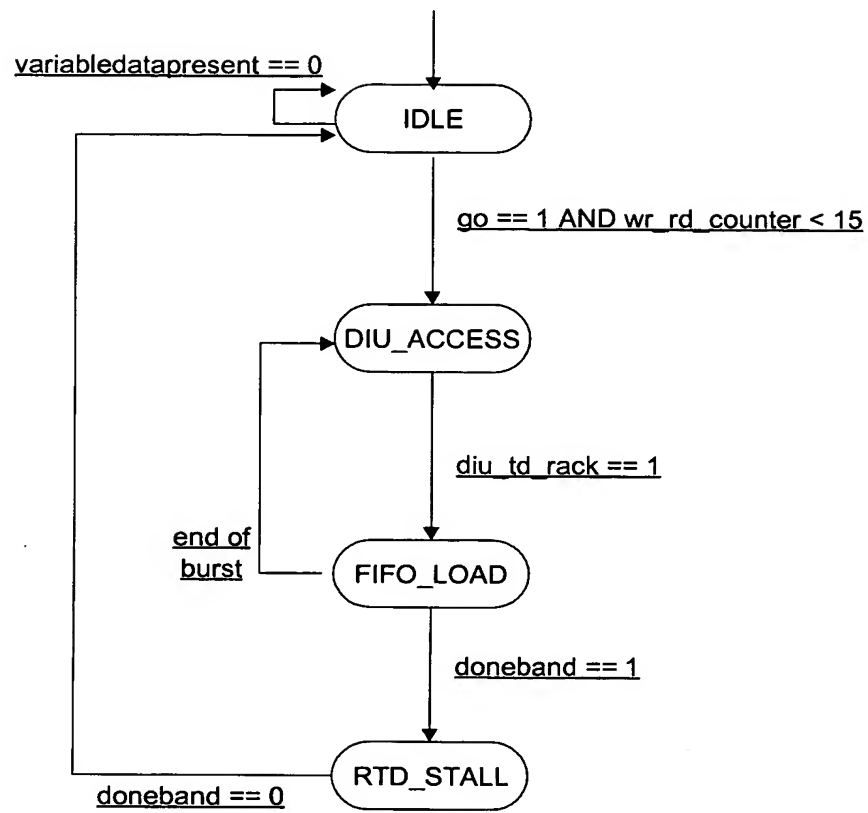 variabledatapresent == 0
IDLE
go == 1 AND wr_rd_counter < 15
DIU_ACCESS
diu_td_rack == 1
end of
burst
FIFO_LOAD
doneband == 1
RTD_STALL
doneband == 0